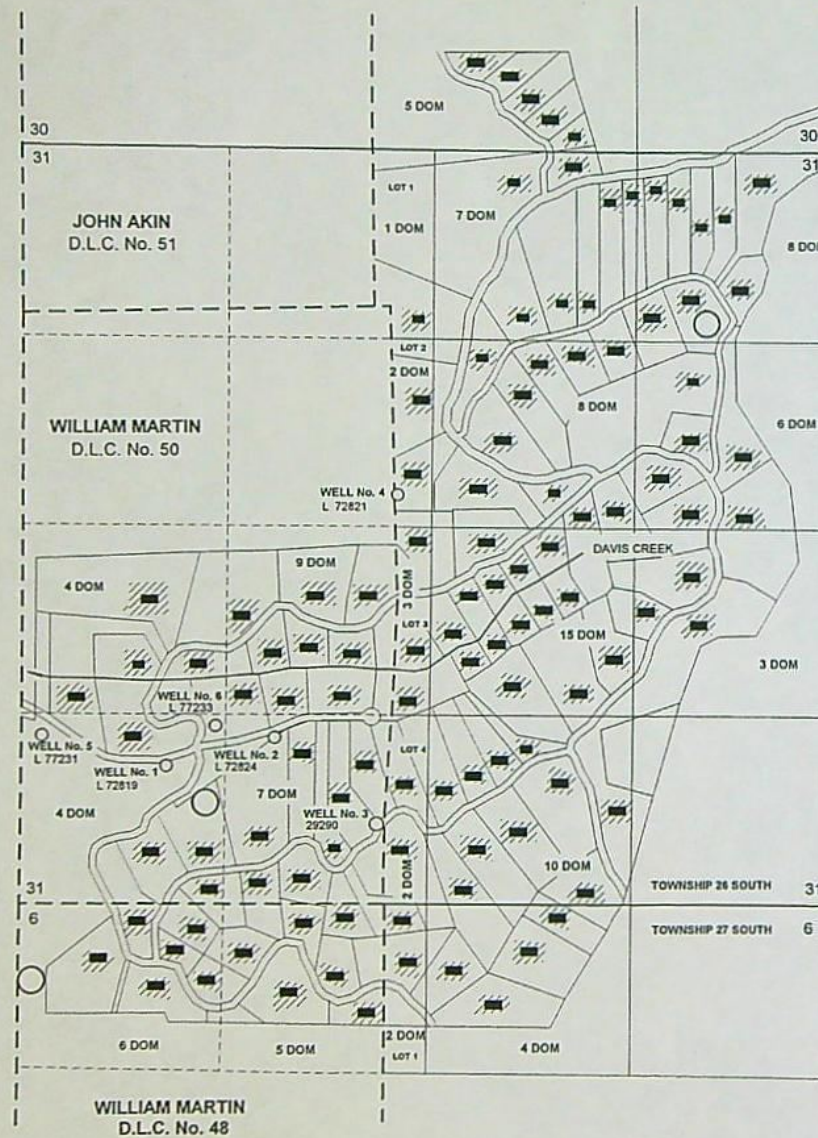 5 DOM
30
30
31
31
LOT 1
JOHN AKIN
D.L.C. No. 51
1 DOM
7 DOM
8 DOM
LOT 2
2 DOM
WILLIAM MARTIN
D.L.C. No. 50
8 DOM
6 DOM
WELL No. 4
L 72821
DAVIS CREEK
9 DOM
4 DOM
3 DOM
LOT 3
15 DOM
3 DOM
WELL No. 6
L 77233
WELL No. 5
L 77231
WELL No. 2
L 72824
WELL No. 1
L 72819
LOT 4
7 DOM
4 DOM
WELL No. 3
29290
10 DOM
2 DOM
31
TOWNSHIP 26 SOUTH
31
6
TOWNSHIP 27 SOUTH
6
6 DOM
5 DOM
2 DOM
LOT 1
4 DOM
WILLIAM MARTIN
D.L.C. No. 48